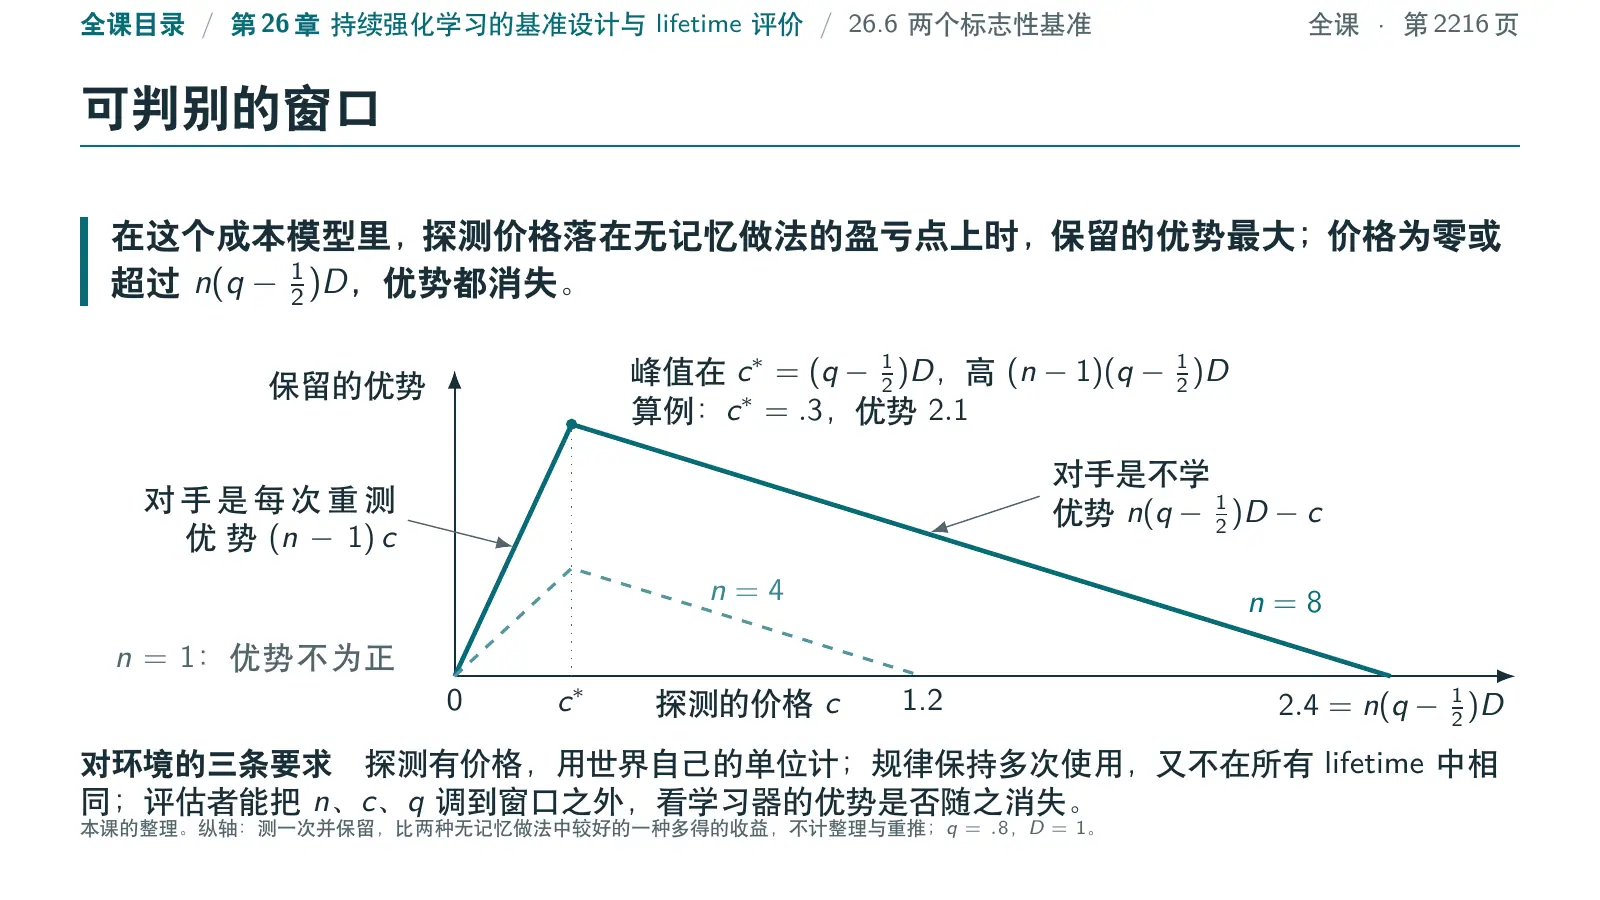 全课目录 / 第 26 章 持续强化学习的基准设计与 lifetime 评价 / 26.6 两个标志性基准 全课 · 第 2216 页
可判别的窗口
在这个成本模型里，探测价格落在无记忆做法的盈亏点上时，保留的优势最大；价格为零或
超过 n(q − 1/2)D，优势都消失。
保留的优势
峰值在 c* = (q − 1/2)D，高 (n − 1)(q − 1/2)D
算例：c* = .3，优势 2.1
对手是不学
优势 n(q − 1/2)D − c
对手是每次重测
优势 (n − 1) c
n = 4
n = 8
n = 1：优势不为正
0
c*
探测的价格 c
1.2
2.4 = n(q − 1/2)D
对环境的三条要求 探测有价格，用世界自己的单位计；规律保持多次使用，又不在所有 lifetime 中相
同；评估者能把 n、c、q 调到窗口之外，看学习器的优势是否随之消失。
本课的整理。纵轴：测一次并保留，比两种无记忆做法中较好的一种多得的收益，不计整理与重推；q = .8，D = 1。